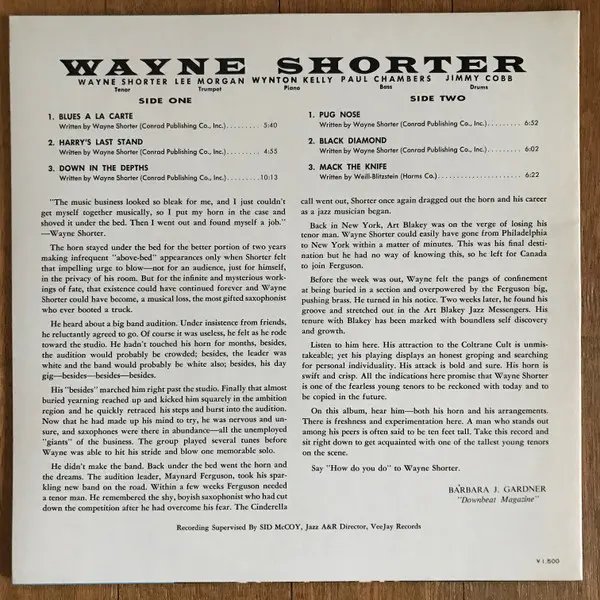 WAYNE SHORTER
WAYNE SHORTER LEE MORGAN WYNTON KELLY PAUL CHAMBERS JIMMY COBB
Tenor Trumpet Piano Bass Drums
SIDE ONE
1. BLUES A LA CARTE
Written by Wayne Shorter (Conrad Publishing Co., Inc.) ......... 5:40
2. HARRY'S LAST STAND
Written by Wayne Shorter (Conrad Publishing Co., Inc.) ......... 4:55
3. DOWN IN THE DEPTHS
Written by Wayne Shorter (Conrad Publishing Co., Inc.) ......... 10:13
SIDE TWO
1. PUG NOSE
Written by Wayne Shorter (Conrad Publishing Co., Inc.) ......... 6:52
2. BLACK DIAMOND
Written by Wayne Shorter (Conrad Publishing Co., Inc.) ......... 6:02
3. MACK THE KNIFE
Written by Weill-Blitzstein (Harms Co.) ..................... 6:22
"The music business looked so bleak for me, and I just couldn't
get myself together musically, so I put my horn in the case and
shoved it under the bed. Then I went out and found myself a job."
—Wayne Shorter.
The horn stayed under the bed for the better portion of two years
making infrequent "above-bed" appearances only when Shorter felt
that impelling urge to blow—not for an audience, just for himself,
in the privacy of his room. But for the infinite and mysterious work-
ings of fate, that existence could have continued forever and Wayne
Shorter could have become, a musical loss, the most gifted saxophonist
who ever booted a truck.
He heard about a big band audition. Under insistence from friends,
he reluctantly agreed to go. Of course it was useless, he felt as he rode
toward the studio. He hadn't touched his horn for months, besides,
the audition would probably be crowded; besides, the leader was
white and the band would probably be white also; besides, his day
gig—besides—besides—besides.
His "besides" marched him right past the studio. Finally that almost
buried yearning reached up and kicked him squarely in the ambition
region and he quickly retraced his steps and burst into the audition.
Now that he had made up his mind to try, he was nervous and un-
sure, and saxophones were there in abundance—all the unemployed
"giants" of the business. The group played several tunes before
Wayne was able to hit his stride and blow one memorable solo.
He didn't make the band. Back under the bed went the horn and
the dreams. The audition leader, Maynard Ferguson, took his spar-
kling new band on the road. Within a few weeks Ferguson needed
a tenor man. He remembered the shy, boyish saxophonist who had cut
down the competition after he had overcome his fear. The Cinderella
call went out, Shorter once again dragged out the horn and his career
as a jazz musician began.
Back in New York, Art Blakey was on the verge of losing his
tenor man. Wayne Shorter could easily have gone from Philadelphia
to New York within a matter of minutes. This was his final desti-
nation but he had no way of knowing this, so he left for Canada
to join Ferguson.
Before the week was out, Wayne felt the pangs of confinement
at being buried in a section and overpowered by the Ferguson big,
pushing brass. He turned in his notice. Two weeks later, he found his
groove and stretched out in the Art Blakey Jazz Messengers. His
tenure with Blakey has been marked with boundless self discovery
and growth.
Listen to him here. His attraction to the Coltrane Cult is unmis-
takeable; yet his playing displays an honest groping and searching
for personal individuality. His attack is bold and sure. His horn is
swift and crisp. All the indications here promise that Wayne Shorter
is one of the fearless young tenors to be reckoned with today and to
be copied in the future.
On this album, hear him—both his horn and his arrangements.
There is freshness and experimentation here. A man who stands out
among his peers is often said to be ten feet tall. Take this record and
sit right down to get acquainted with one of the tallest young tenors
on the scene.
Say "How do you do" to Wayne Shorter.
BARBARA J. GARDNER
"Downbeat Magazine"
Recording Supervised By SID McCOY, Jazz A&R Director, VeeJay Records
¥1,500